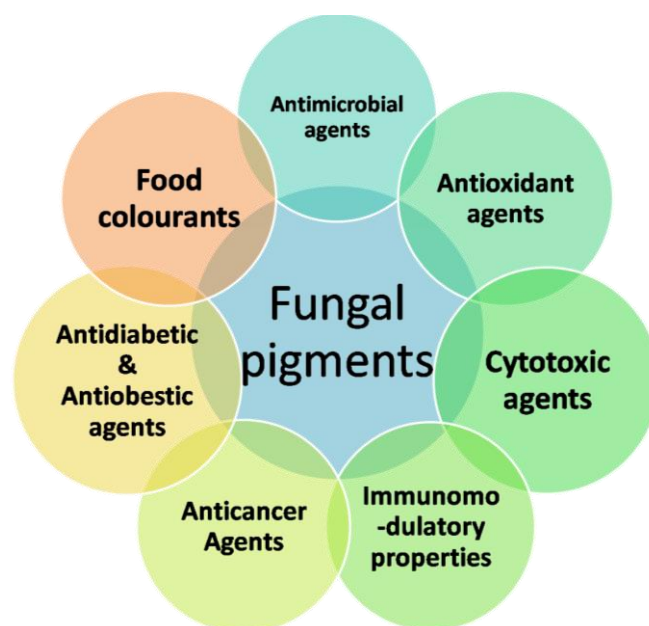 Antimicrobial
agents
Antioxidant
agents
Cytotoxic
agents
Immunomo
-dulatory
properties
Anticancer
Agents
Antidiabetic
&
Antiobestic
agents
Food
colourants
Fungal
pigments